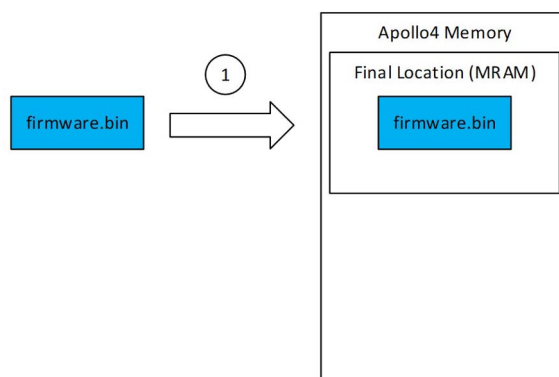 Apollo4 Memory
1
Final Location (MRAM)
firmware.bin
firmware.bin